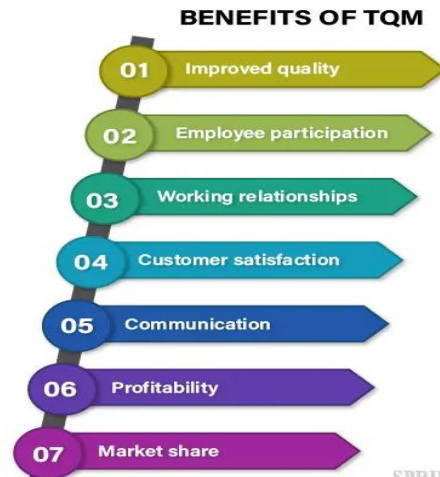 BENEFITS OF TQM
01 Improved quality
02 Employee participation
03 Working relationships
04 Customer satisfaction
05 Communication
06 Profitability
07 Market share